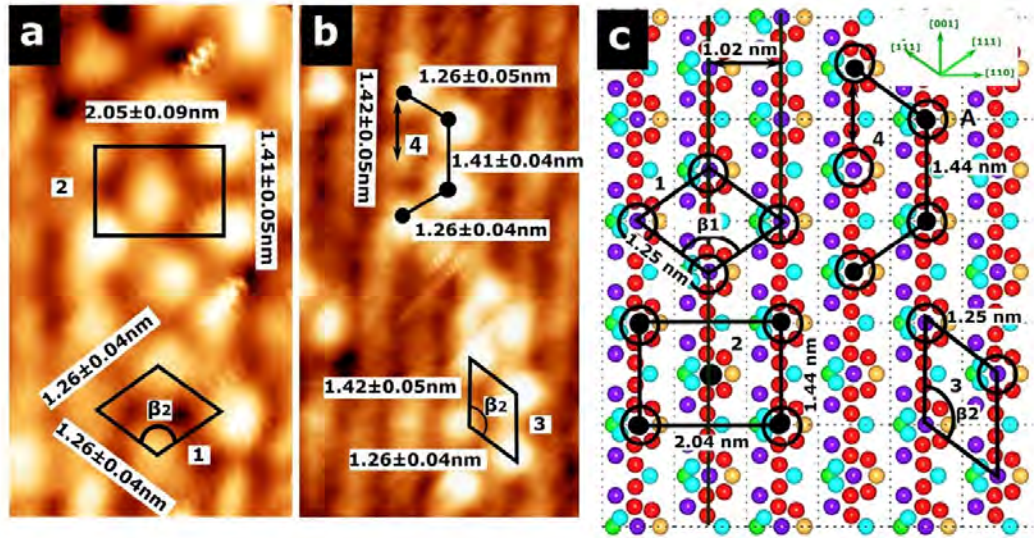 a
2.05±0.09nm
2
1.41±0.05nm
1.26±0.04nm
β2
1
1.26±0.04nm
b
1.26±0.05nm
1.42±0.05nm
4
1.41±0.04nm
1.26±0.04nm
1.42±0.05nm
β2
3
1.26±0.04nm
c
1.02 nm
[001]
[1-11]
[111]
[110]
A
4
1.44 nm
1
β1
1.25 nm
1.25 nm
2
1.44 nm
3
β2
2.04 nm